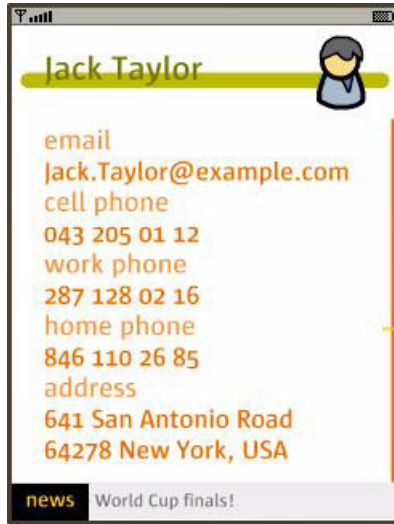 Jack Taylor
email
Jack.Taylor@example.com
cell phone
043 205 01 12
work phone
287 128 02 16
home phone
846 110 26 85
address
641 San Antonio Road
64278 New York, USA
news World Cup finals!